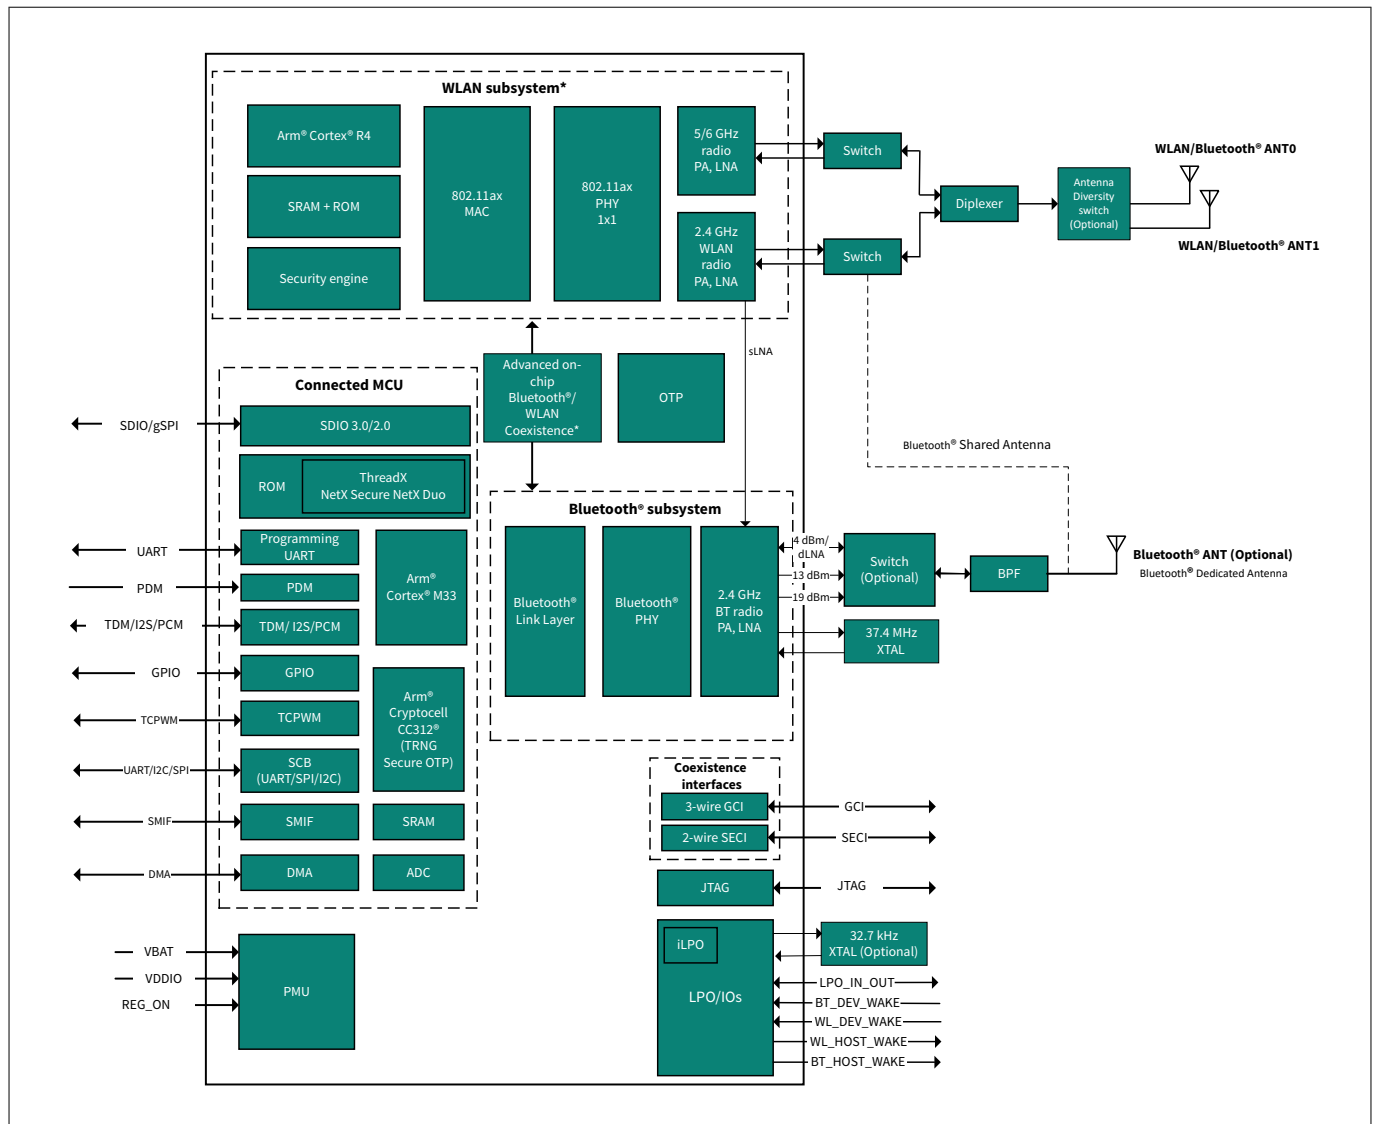 WLAN subsystem*
Arm® Cortex® R4
SRAM + ROM
Security engine
802.11ax
MAC
802.11ax
PHY
1x1
5/6 GHz
radio
PA, LNA
2.4 GHz
WLAN
radio
PA, LNA
Switch
Switch
Diplexer
Antenna
Diversity
switch
(Optional)
WLAN/Bluetooth® ANT0
WLAN/Bluetooth® ANT1
sLNA
Advanced on-
chip
Bluetooth®/
WLAN
Coexistence*
OTP
Bluetooth® Shared Antenna
Connected MCU
SDIO/gSPI
SDIO 3.0/2.0
ROM
ThreadX
NetX Secure NetX Duo
UART
Programming
UART
PDM
PDM
TDM/I2S/PCM
TDM/ I2S/PCM
GPIO
GPIO
TCPWM
TCPWM
UART/I2C/SPI
SCB
(UART/SPI/I2C)
SMIF
SMIF
DMA
DMA
Arm®
Cortex® M33
Arm®
Cryptocell
CC312®
(TRNG
Secure OTP)
SRAM
ADC
Bluetooth® subsystem
Bluetooth®
Link Layer
Bluetooth®
PHY
2.4 GHz
BT radio
PA, LNA
4 dBm/
dLNA
13 dBm
19 dBm
Switch
(Optional)
BPF
Bluetooth® ANT (Optional)
Bluetooth® Dedicated Antenna
37.4 MHz
XTAL
Coexistence
interfaces
3-wire GCI
GCI
2-wire SECI
SECI
JTAG
JTAG
VBAT
VDDIO
REG_ON
PMU
iLPO
LPO/IOs
32.7 kHz
XTAL (Optional)
LPO_IN_OUT
BT_DEV_WAKE
WL_DEV_WAKE
WL_HOST_WAKE
BT_HOST_WAKE